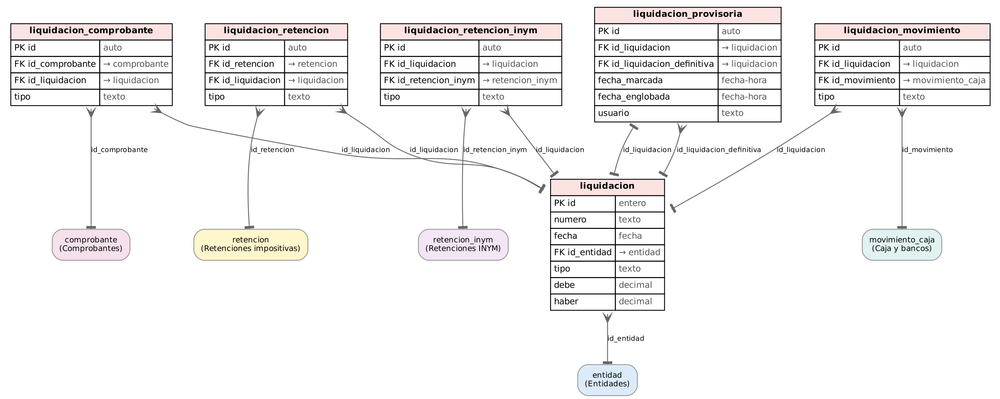 liquidacion_comprobante
PK id auto
FK id_comprobante → comprobante
FK id_liquidacion → liquidacion
tipo texto
liquidacion_retencion
PK id auto
FK id_retencion → retencion
FK id_liquidacion → liquidacion
tipo texto
liquidacion_retencion_inym
PK id auto
FK id_liquidacion → liquidacion
FK id_retencion_inym → retencion_inym
tipo texto
liquidacion_provisoria
PK id auto
FK id_liquidacion → liquidacion
FK id_liquidacion_definitiva → liquidacion
fecha_marcada fecha-hora
fecha_englobada fecha-hora
usuario texto
liquidacion_movimiento
PK id auto
FK id_liquidacion → liquidacion
FK id_movimiento → movimiento_caja
tipo texto
id_comprobante
id_retencion
id_liquidacion
id_liquidacion
id_retencion_inym
id_liquidacion
id_liquidacion
id_liquidacion_definitiva
id_liquidacion
id_movimiento
liquidacion
PK id entero
numero texto
fecha fecha
FK id_entidad → entidad
tipo texto
debe decimal
haber decimal
comprobante
(Comprobantes)
retencion
(Retenciones impositivas)
retencion_inym
(Retenciones INYM)
movimiento_caja
(Caja y bancos)
id_entidad
entidad
(Entidades)